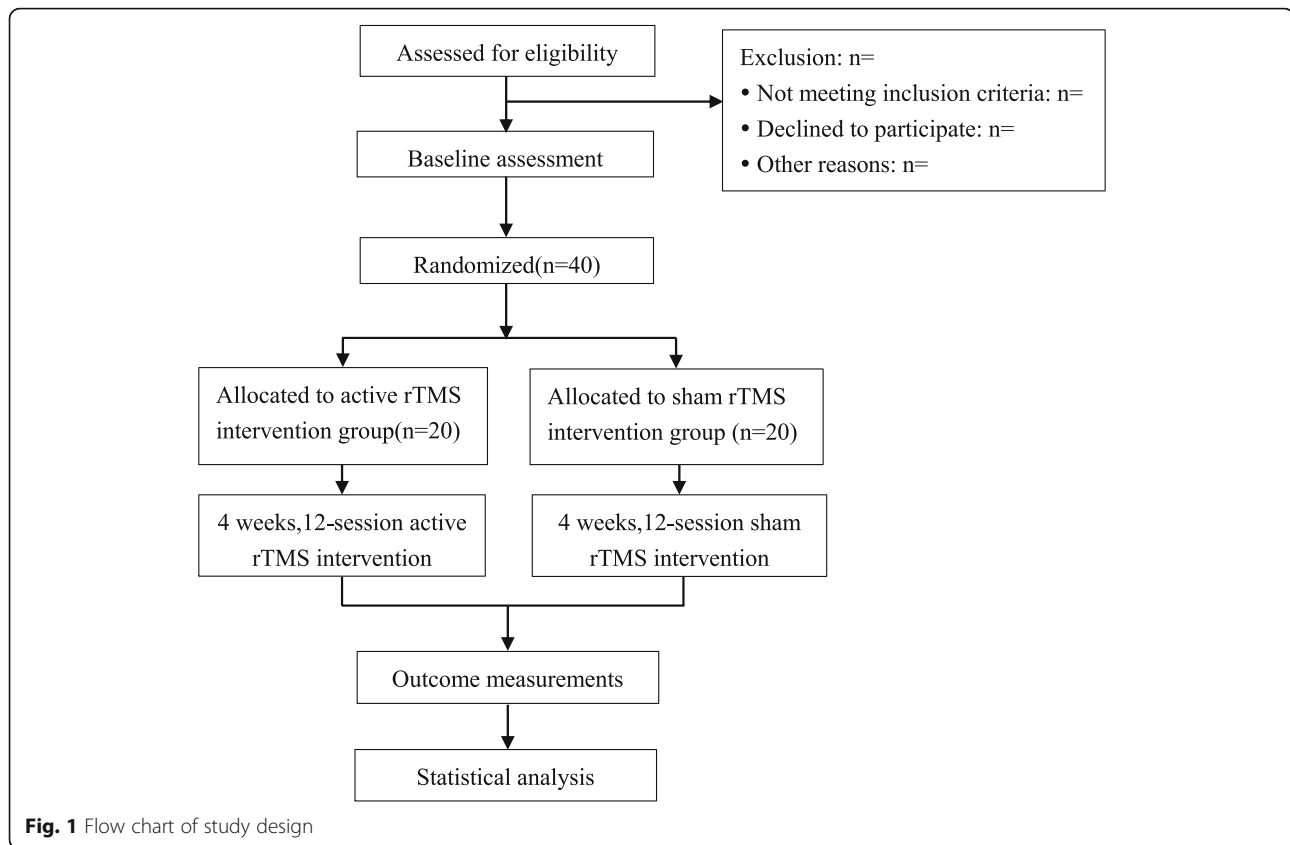 Assessed for eligibility
Exclusion: n=
• Not meeting inclusion criteria: n=
• Declined to participate: n=
• Other reasons: n=
Baseline assessment
Randomized(n=40)
Allocated to active rTMS
intervention group(n=20)
Allocated to sham rTMS
intervention group (n=20)
4 weeks,12-session active
rTMS intervention
4 weeks,12-session sham
rTMS intervention
Outcome measurements
Statistical analysis
Fig. 1 Flow chart of study design